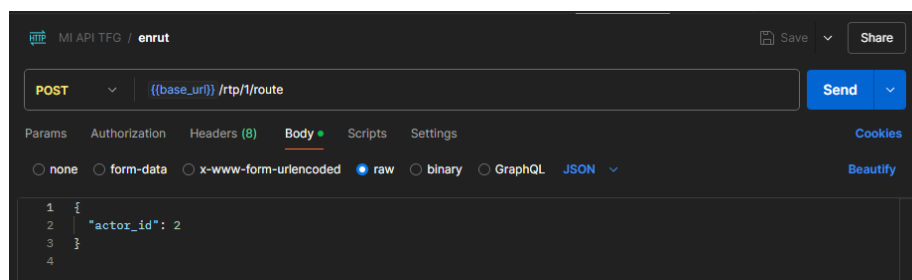 HTTP MI API TFG / enrut Save Share
POST {{base_url}} /rtp/1/route Send
Params Authorization Headers (8) Body Scripts Settings Cookies
none form-data x-www-form-urlencoded raw binary GraphQL JSON Beautify
1 {
2 "actor_id": 2
3 }
4